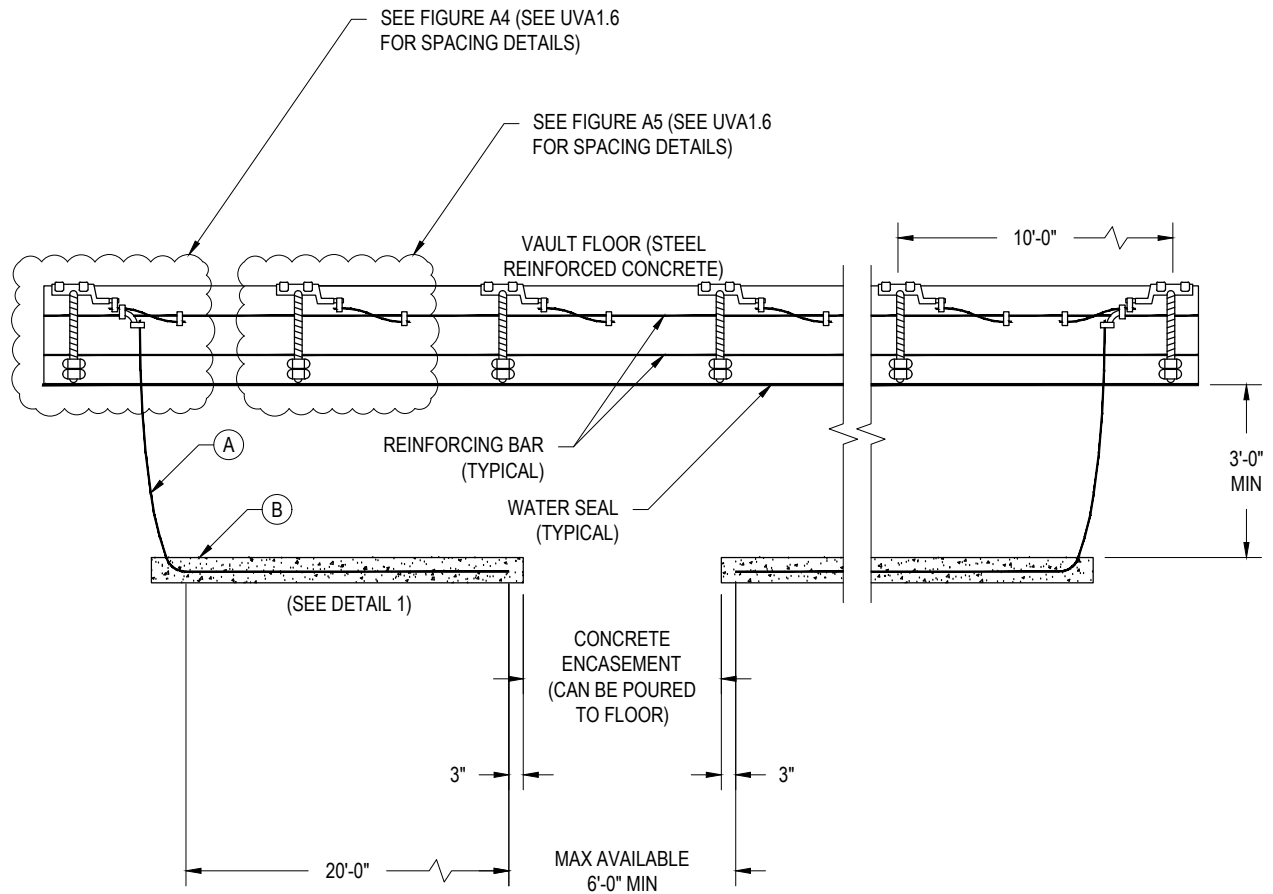 SEE FIGURE A4 (SEE UVA1.6
FOR SPACING DETAILS)
SEE FIGURE A5 (SEE UVA1.6
FOR SPACING DETAILS)
VAULT FLOOR (STEEL
REINFORCED CONCRETE)
10'-0"
REINFORCING BAR
(TYPICAL)
A
3'-0"
MIN
WATER SEAL
(TYPICAL)
B
(SEE DETAIL 1)
CONCRETE
ENCASEMENT
(CAN BE POURED
TO FLOOR)
3"
3"
20'-0"
MAX AVAILABLE
6'-0" MIN